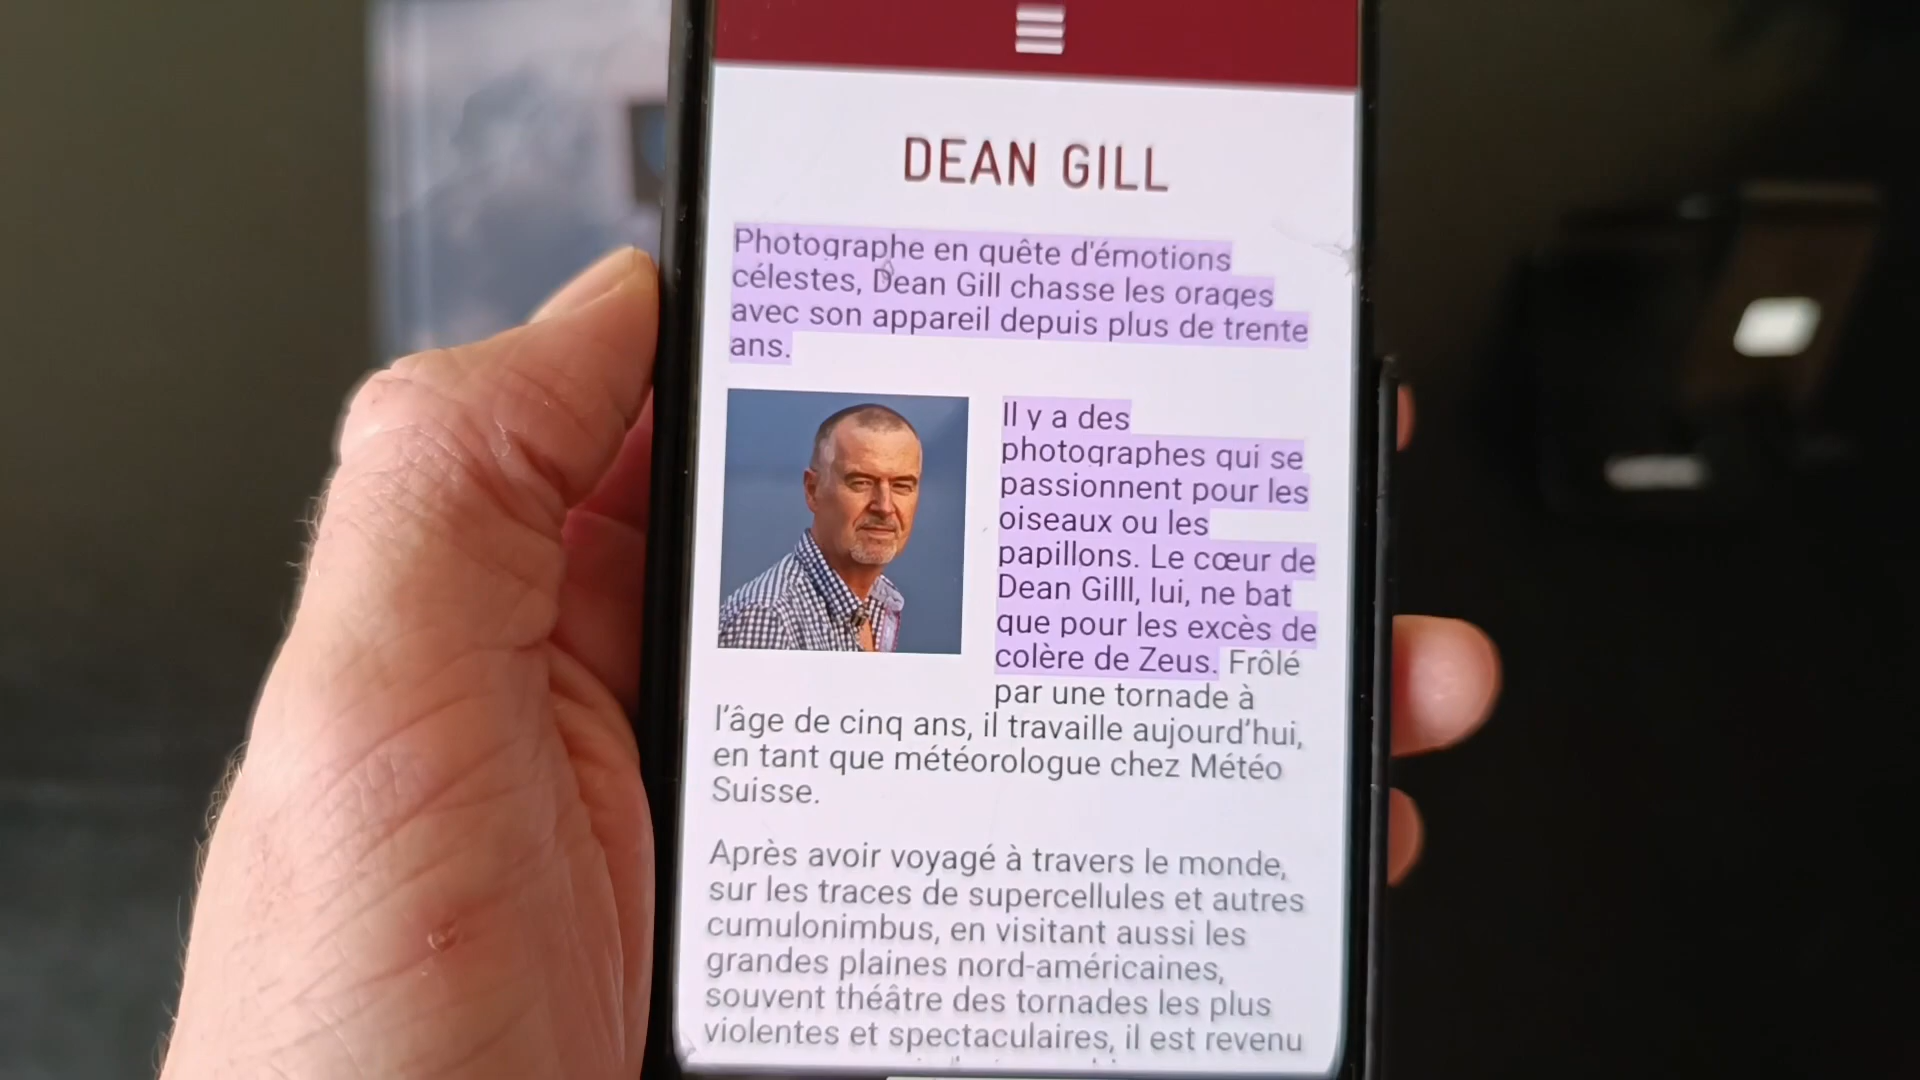 DEAN GILL
Photographe en quête d'émotions
célestes, Dean Gill chasse les orages
avec son appareil depuis plus de trente
ans.
Il y a des
photographes qui se
passionnent pour les
oiseaux ou les
papillons. Le cœur de
Dean Gilll, lui, ne bat
que pour les excès de
colère de Zeus. Frôlé
par une tornade à
l'âge de cinq ans, il travaille aujourd'hui,
en tant que météorologue chez Météo
Suisse.
Après avoir voyagé à travers le monde,
sur les traces de supercellules et autres
cumulonimbus, en visitant aussi les
grandes plaines nord-américaines,
souvent théâtre des tornades les plus
violentes et spectaculaires, il est revenu